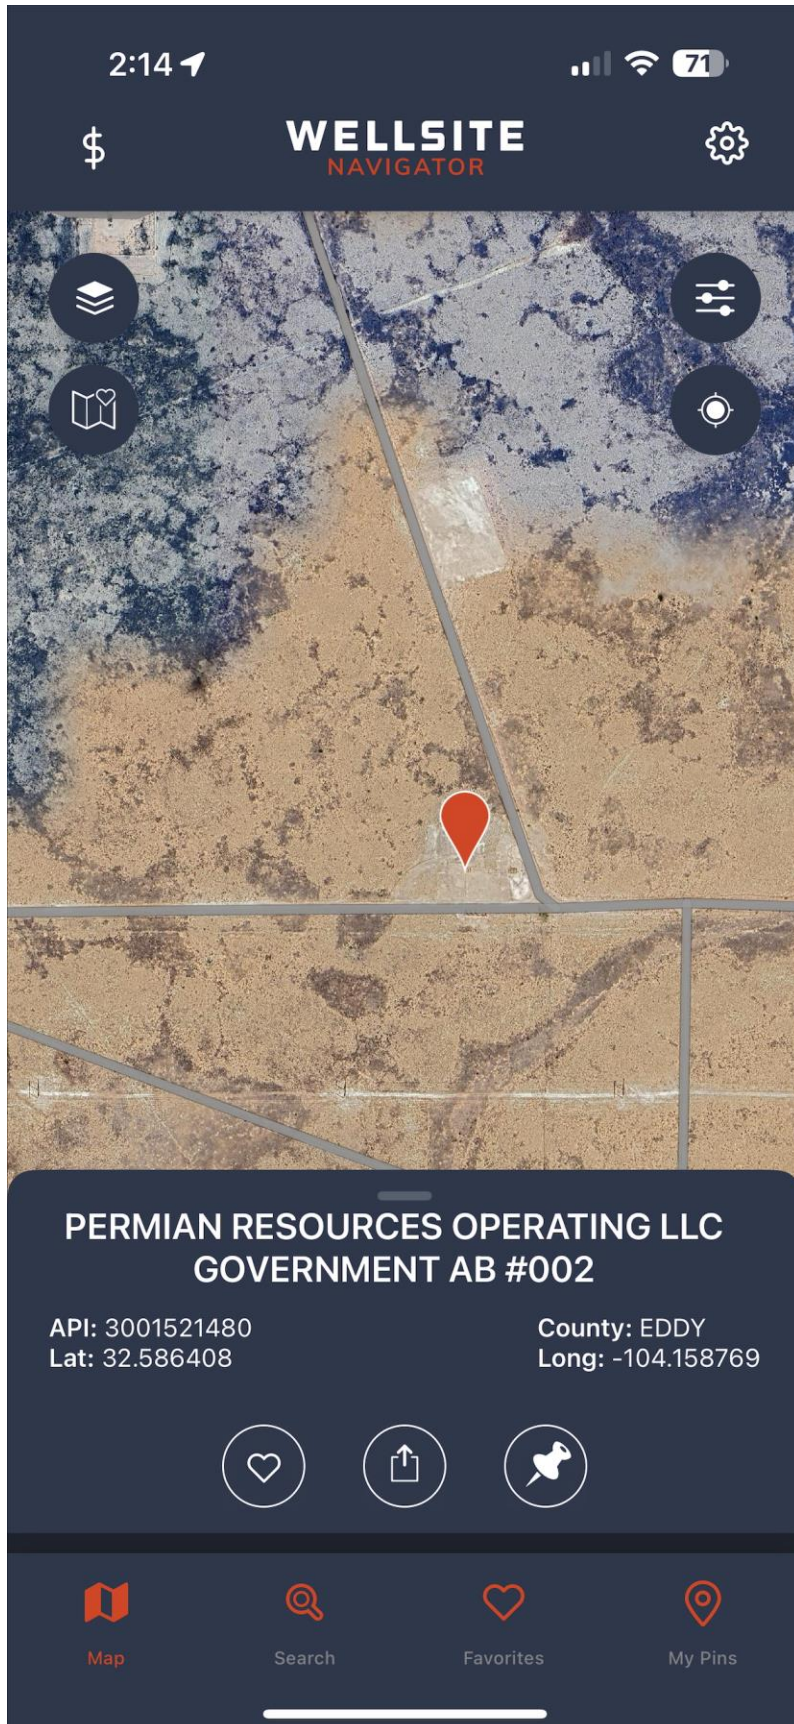 2:14
71
WELLSITE
NAVIGATOR
PERMIAN RESOURCES OPERATING LLC
GOVERNMENT AB #002
API: 3001521480
County: EDDY
Lat: 32.586408
Long: -104.158769
Map
Search
Favorites
My Pins